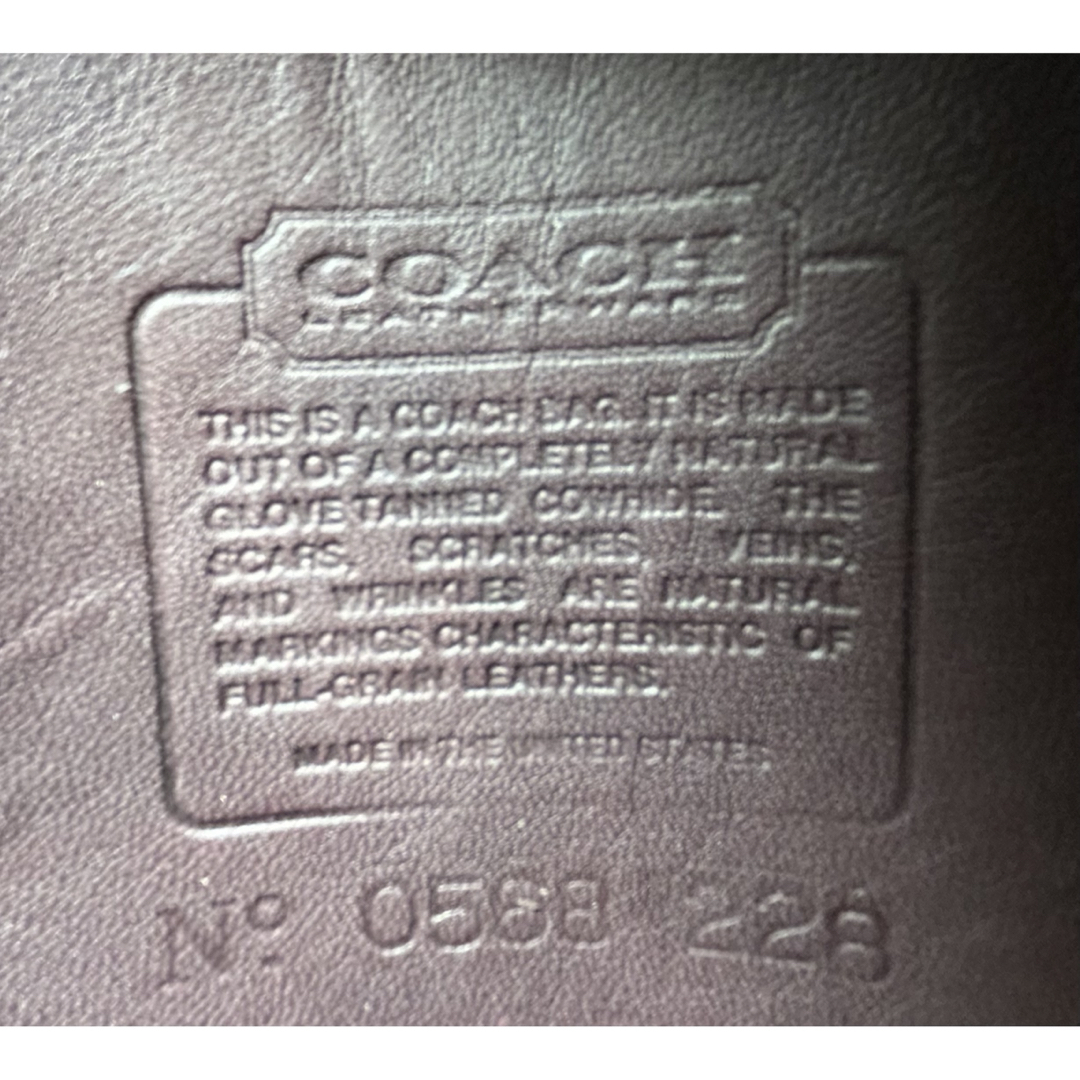 COACH
LEATHERWARE
THIS IS A COACH BAG. IT IS MADE
OUT OF A COMPLETELY NATURAL
GLOVE TANNED COWHIDE. THE
SCARS, SCRATCHES, VEINS,
AND WRINKLES ARE NATURAL
MARKINGS CHARACTERISTIC OF
FULL-GRAIN LEATHERS.
MADE IN THE UNITED STATES
Nº 0588 228